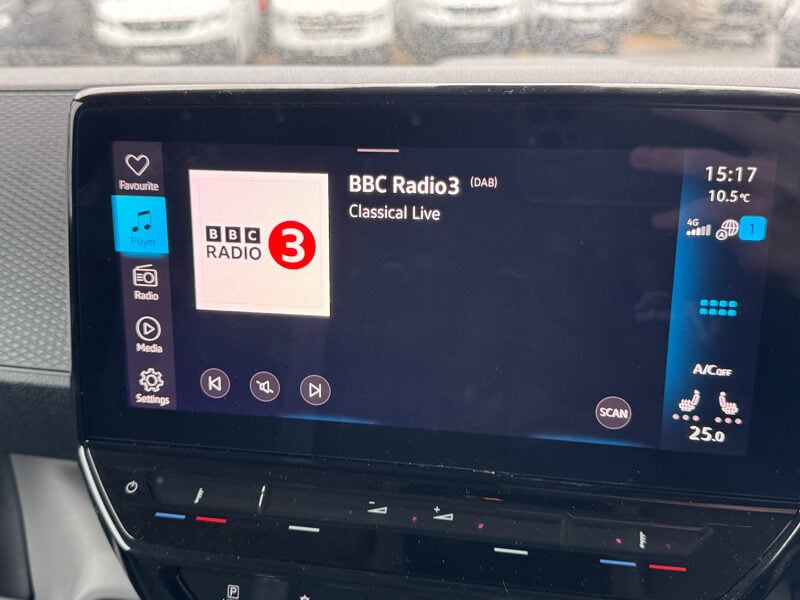 Favourite
Player
Radio
Media
Settings
BBC
RADIO
3
BBC Radio3 (DAB)
Classical Live
SCAN
15:17
10.5°C
4G
1
A/C OFF
25.0
P